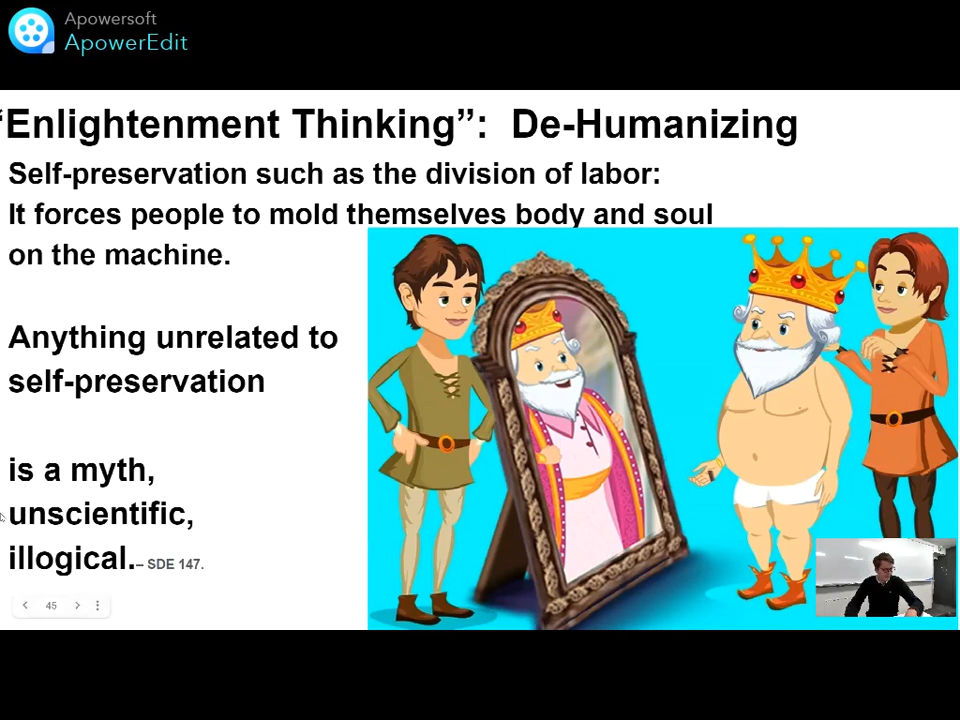 Apowersoft
ApowerEdit
“Enlightenment Thinking”: De-Humanizing
Self-preservation such as the division of labor:
It forces people to mold themselves body and soul
on the machine.
Anything unrelated to
self-preservation
is a myth,
unscientific,
illogical.– SDE 147.
45